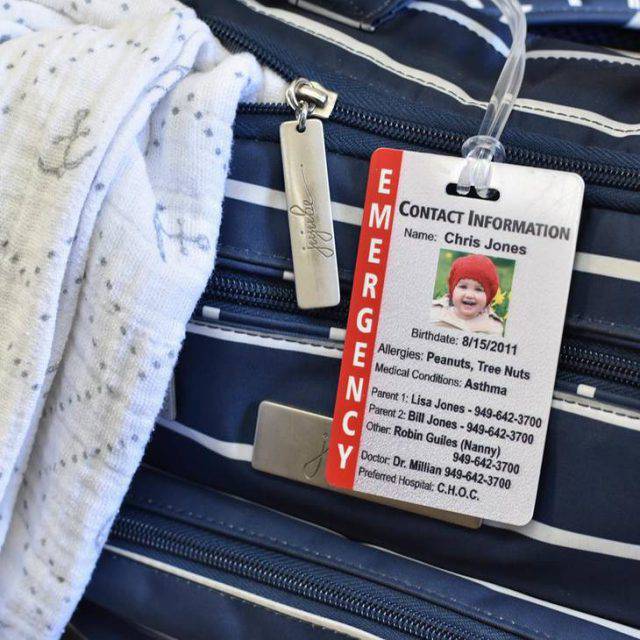 jujube
EMERGENCY
CONTACT INFORMATION
Name: Chris Jones
Birthdate: 8/15/2011
Allergies: Peanuts, Tree Nuts
Medical Conditions: Asthma
Parent 1: Lisa Jones - 949-642-3700
Parent 2: Bill Jones - 949-642-3700
Other: Robin Guiles (Nanny)
949-642-3700
Doctor: Dr. Millian 949-642-3700
Preferred Hospital: C.H.O.C.